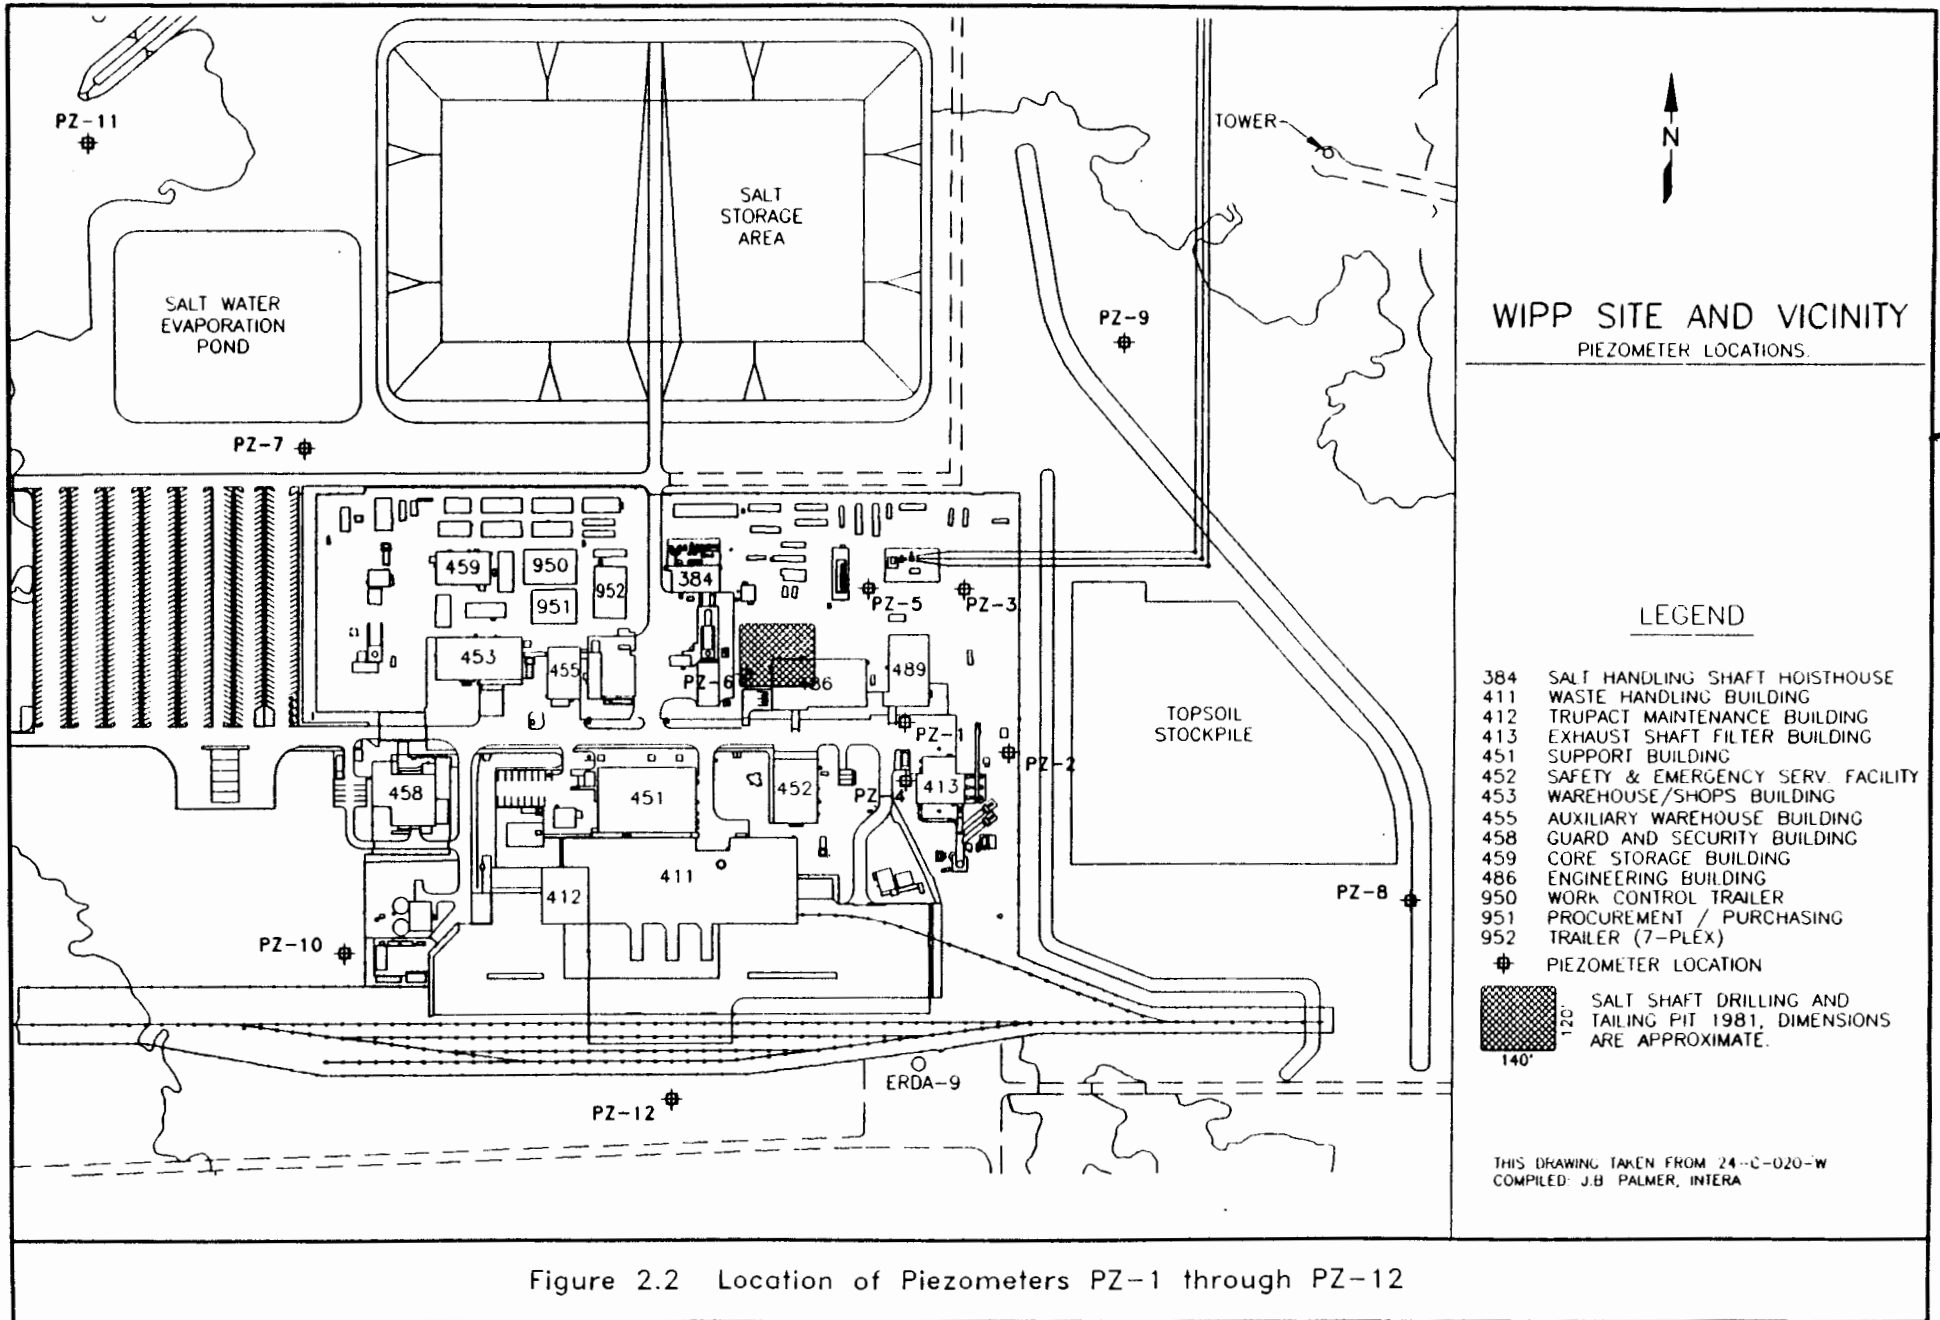 PZ-11
SALT
STORAGE
AREA
TOWER
N
SALT WATER
EVAPORATION
POND
PZ-9
PZ-7
WIPP SITE AND VICINITY
PIEZOMETER LOCATIONS.
459
950
951
952
384
PZ-5
PZ-3
453
455
PZ-6
486
489
PZ-1
PZ-2
TOPSOIL
STOCKPILE
458
451
452
PZ-4
413
411
412
PZ-8
PZ-10
ERDA-9
PZ-12
LEGEND
384 SALT HANDLING SHAFT HOISTHOUSE
411 WASTE HANDLING BUILDING
412 TRUPACT MAINTENANCE BUILDING
413 EXHAUST SHAFT FILTER BUILDING
451 SUPPORT BUILDING
452 SAFETY & EMERGENCY SERV. FACILITY
453 WAREHOUSE/SHOPS BUILDING
455 AUXILIARY WAREHOUSE BUILDING
458 GUARD AND SECURITY BUILDING
459 CORE STORAGE BUILDING
486 ENGINEERING BUILDING
950 WORK CONTROL TRAILER
951 PROCUREMENT / PURCHASING
952 TRAILER (7-PLEX)
PIEZOMETER LOCATION
SALT SHAFT DRILLING AND
TAILING PIT 1981, DIMENSIONS
ARE APPROXIMATE.
120'
140'
THIS DRAWING TAKEN FROM 24-C-020-W
COMPILED: J.B PALMER, INTERA
Figure 2.2 Location of Piezometers PZ-1 through PZ-12